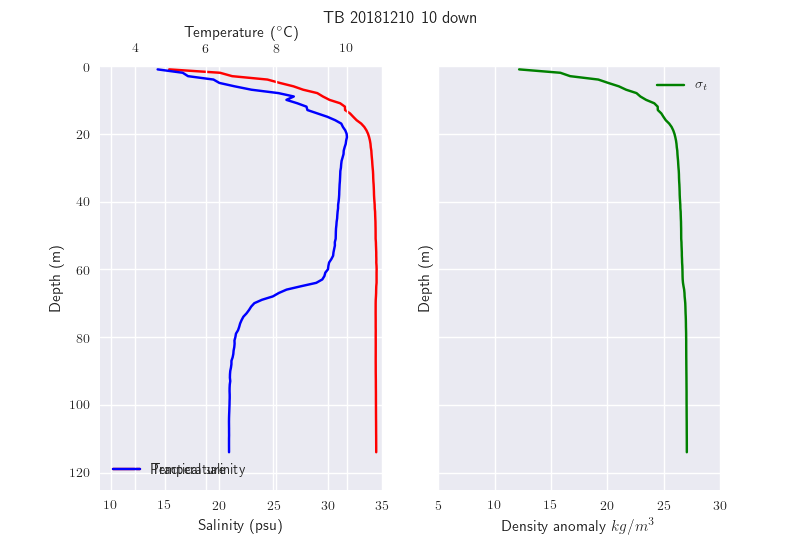 TB 20181210 10 down
Temperature (°C)
4 6 8 10
0
20
40
60
80
100
120
Depth (m)
Practical salinity
Temperature
10 15 20 25 30 35
Salinity (psu)
σt
Depth (m)
5 10 15 20 25 30
Density anomaly kg/m³